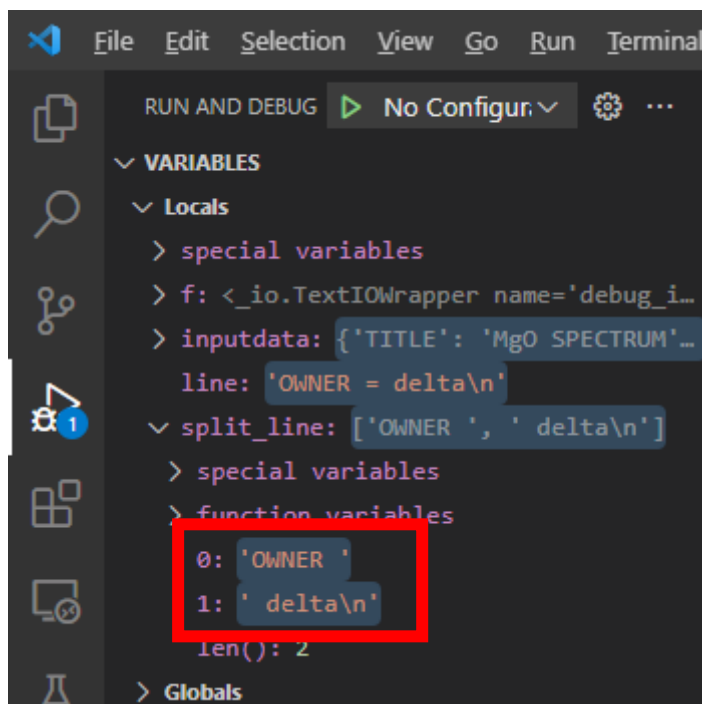 File Edit Selection View Go Run Terminal
RUN AND DEBUG No Configur
VARIABLES
Locals
special variables
f: <_io.TextIOWrapper name='debug_i…
inputdata: {'TITLE': 'MgO SPECTRUM'…
line: 'OWNER = delta\n'
split_line: ['OWNER ', ' delta\n']
special variables
function variables
0: 'OWNER '
1: ' delta\n'
len(): 2
Globals
1